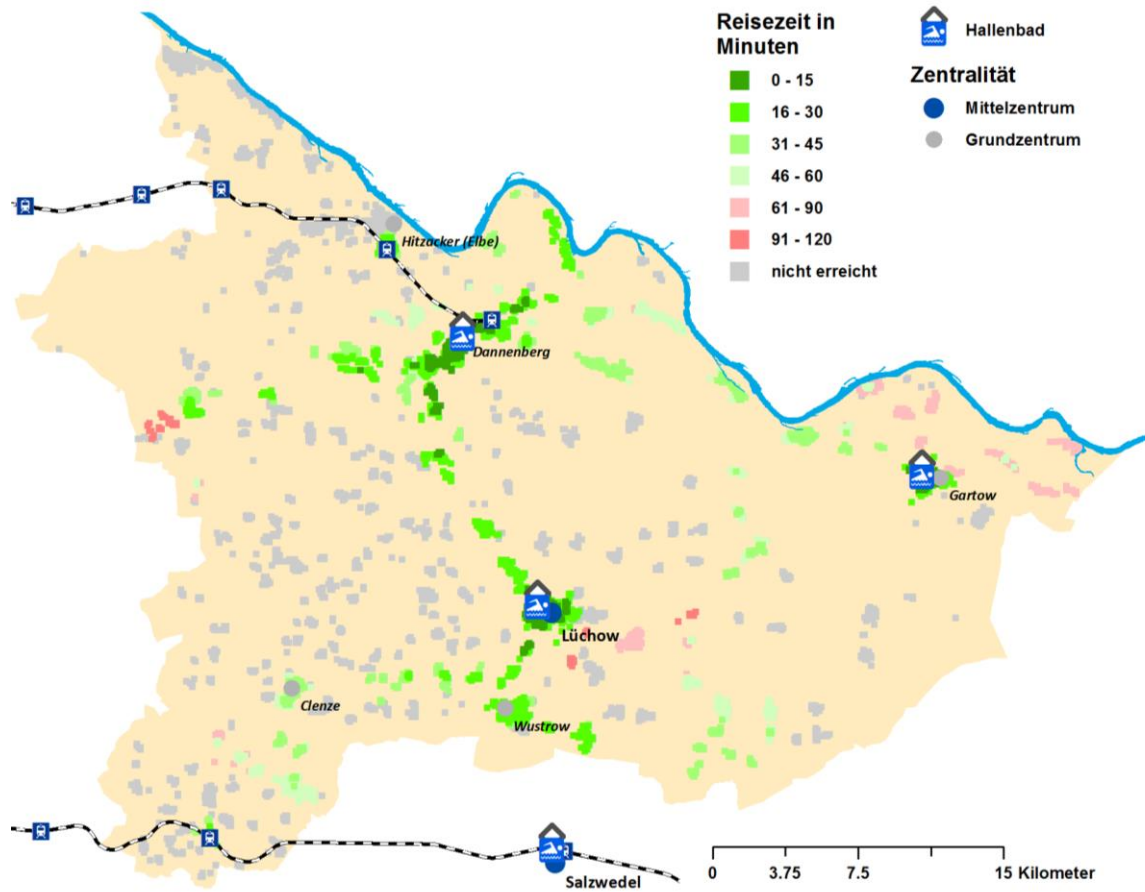 Reisezeit in
Minuten
0 - 15
16 - 30
31 - 45
46 - 60
61 - 90
91 - 120
nicht erreicht
Hallenbad
Zentralität
Mittelzentrum
Grundzentrum
Hitzacker (Elbe)
Dannenberg
Gartow
Lüchow
Clenze
Wustrow
Salzwedel
0 3.75 7.5 15 Kilometer